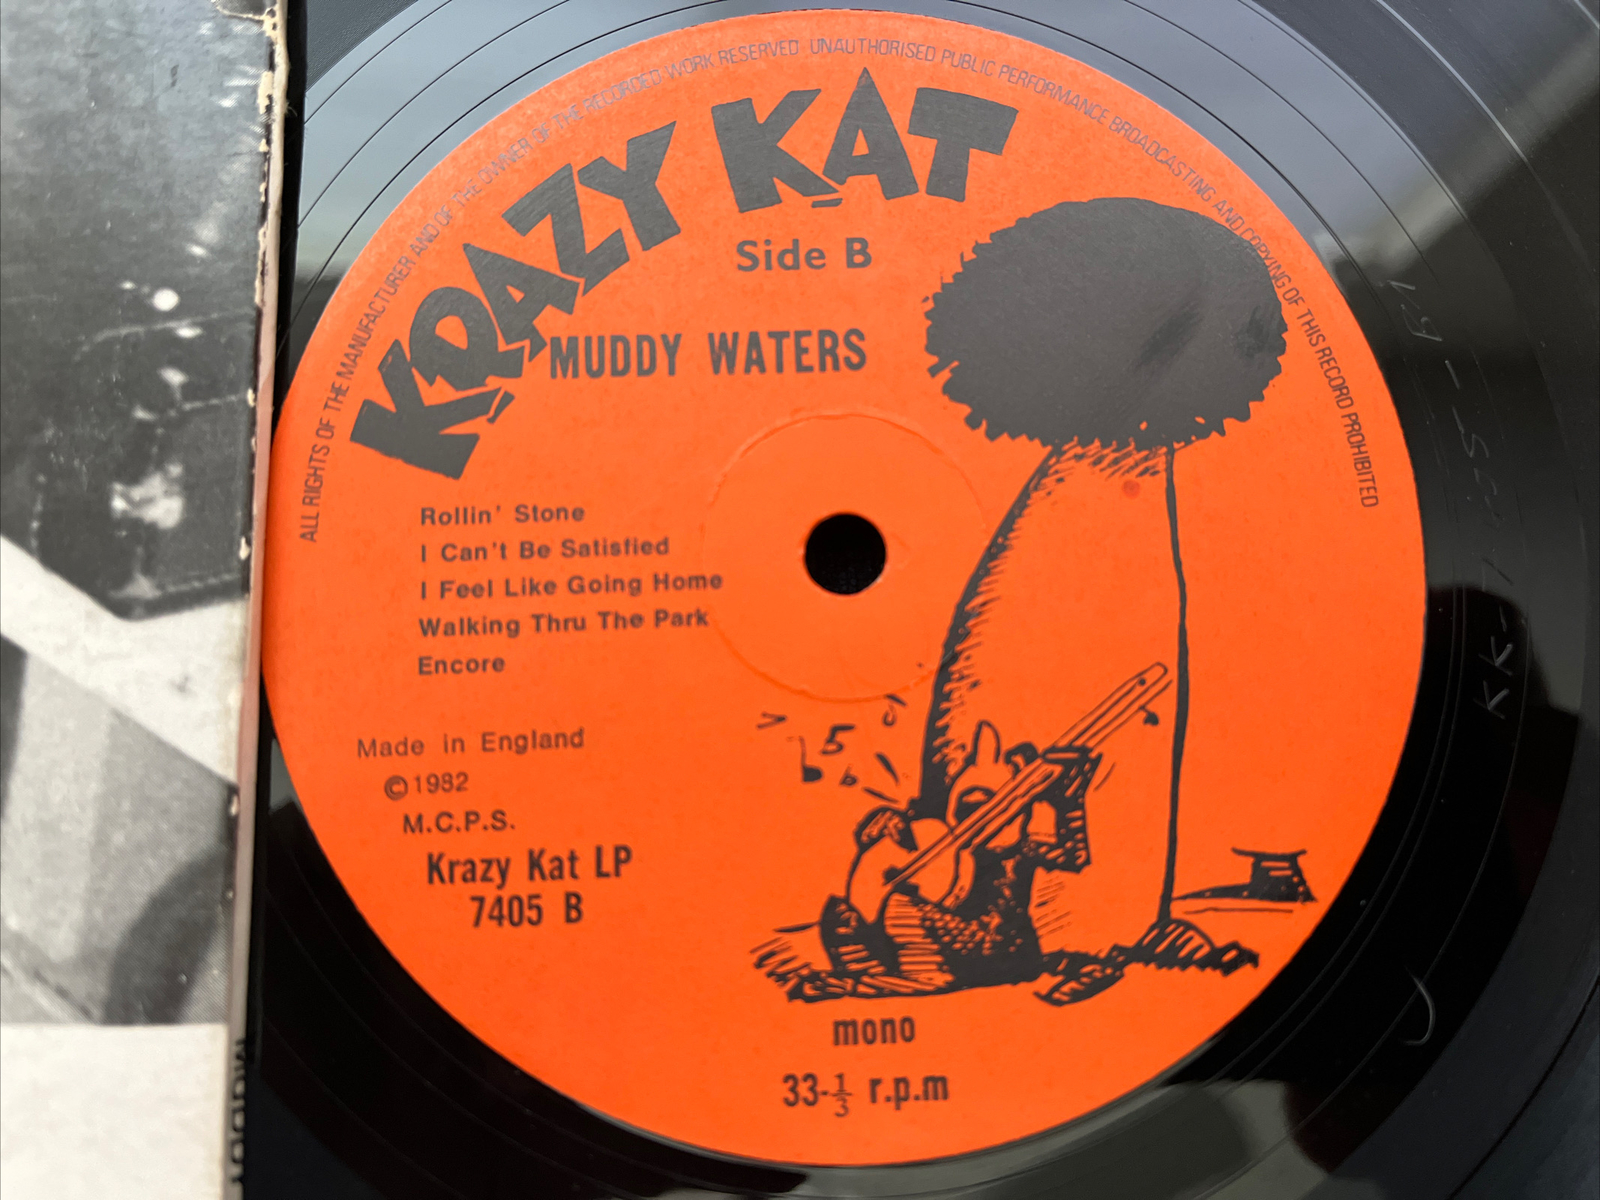 ALL RIGHTS OF THE MANUFACTURER AND OF THE OWNER OF THE RECORDED WORK RESERVED UNAUTHORISED PUBLIC PERFORMANCE BROADCASTING AND COPYING OF THIS RECORD PROHIBITED
KRAZY KAT
Side B
MUDDY WATERS
Rollin' Stone
I Can't Be Satisfied
I Feel Like Going Home
Walking Thru The Park
Encore
Made in England
©1982
M.C.P.S.
Krazy Kat LP
7405 B
mono
33-⅓ r.p.m